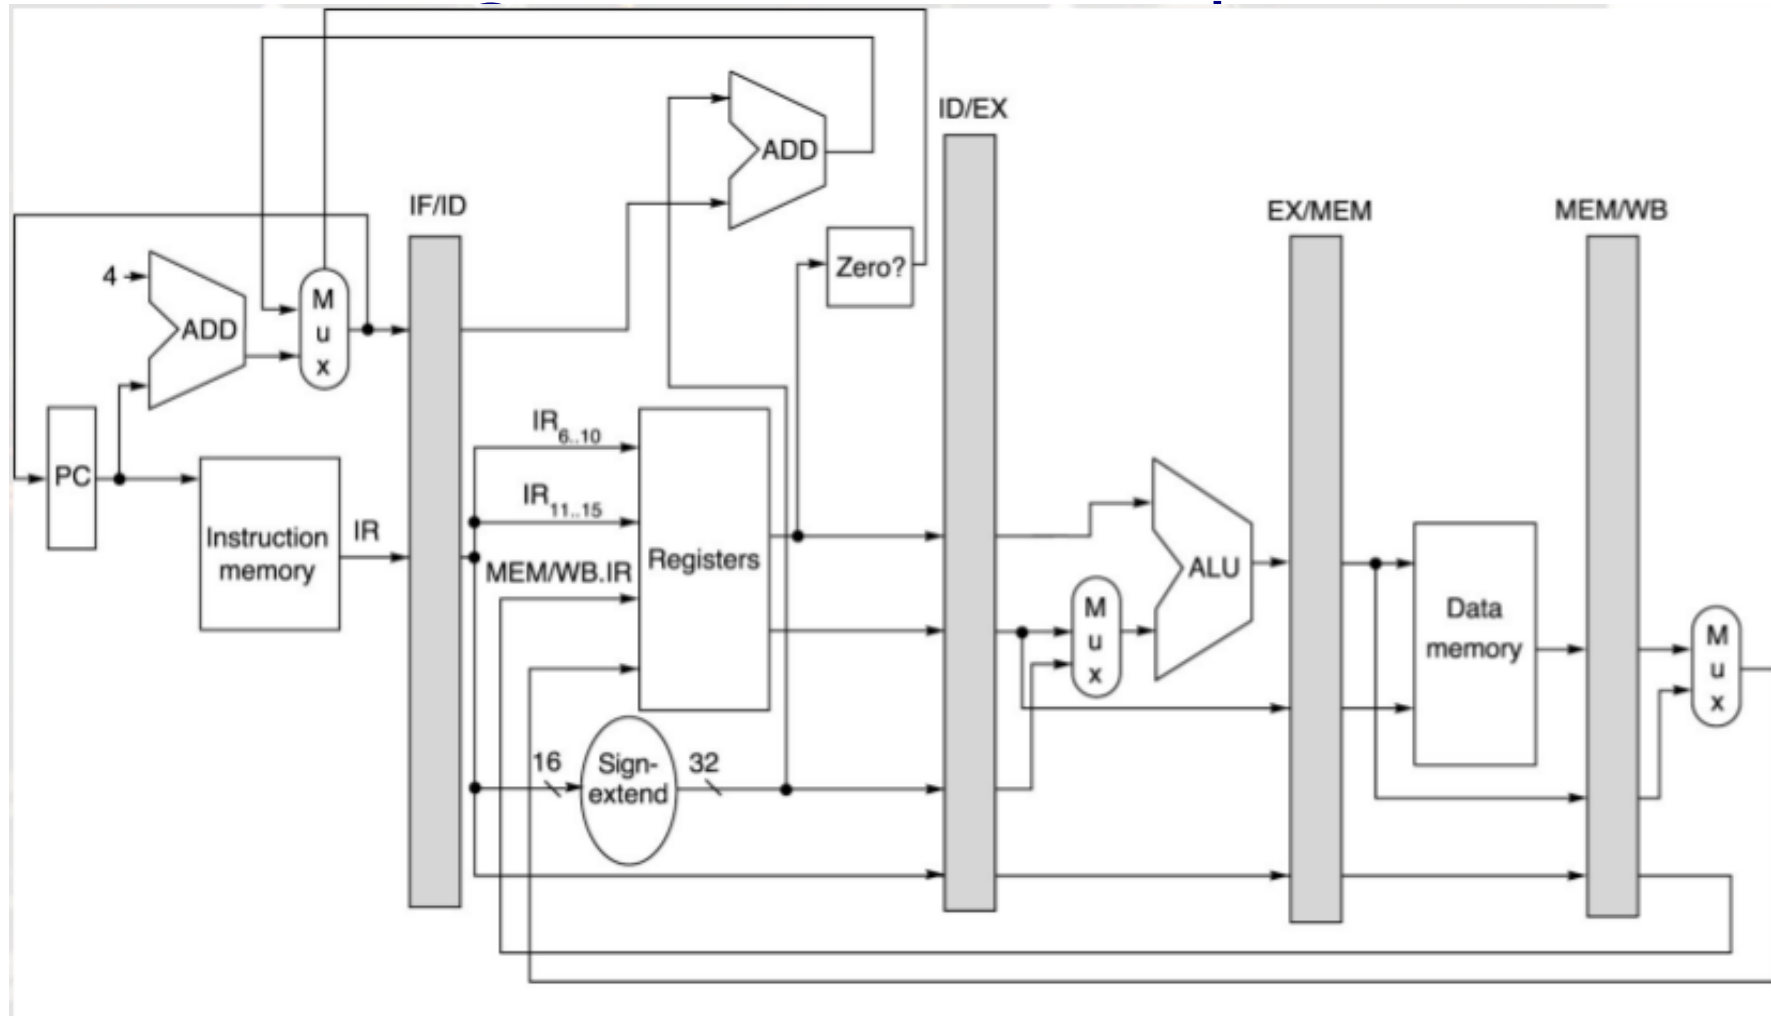 ID/EX
ADD
IF/ID
EX/MEM
MEM/WB
Zero?
4
ADD
M
u
x
IR6..10
PC
IR11..15
Instruction
memory
IR
Registers
MEM/WB.IR
ALU
M
u
x
Data
memory
M
u
x
16
Sign-
extend
32